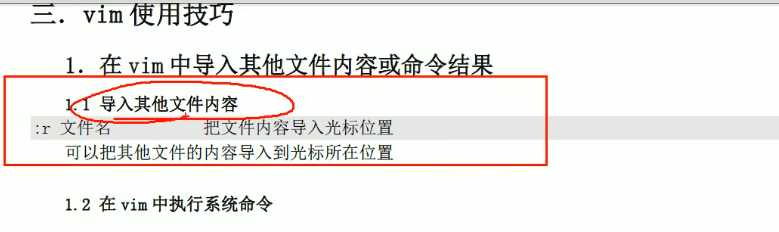 三．vim 使用技巧
1．在 vim 中导入其他文件内容或命令结果
1.1 导入其他文件内容
:r 文件名 把文件内容导入光标位置
可以把其他文件的内容导入到光标所在位置
1.2 在 vim 中执行系统命令